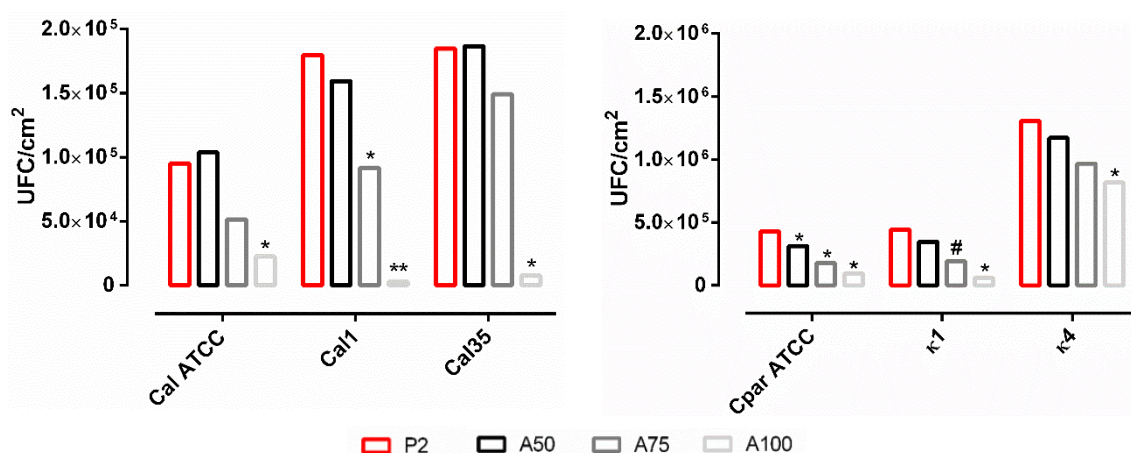 2.0×10⁵
1.5×10⁵
1.0×10⁵
5.0×10⁴
0
UFC/cm²
*
*
**
*
Cal ATCC
Cal1
Cal35
2.0×10⁶
1.5×10⁶
1.0×10⁶
5.0×10⁵
0
UFC/cm²
*
*
*
#
*
*
Cpar ATCC
κ1
κ4
P2 A50 A75 A100